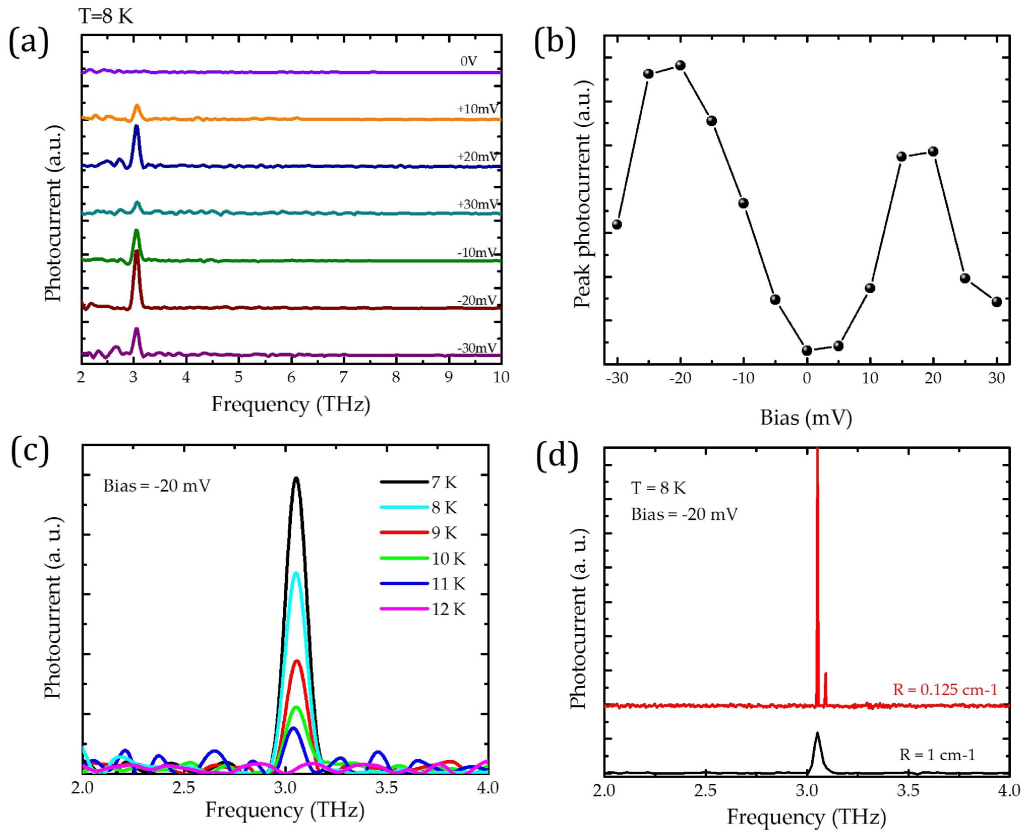 T=8 K
(a)
0V
+10mV
+20mV
+30mV
-10mV
-20mV
-30mV
Photocurrent (a.u.)
2 3 4 5 6 7 8 9 10
Frequency (THz)
(b)
Peak photocurrent (a.u.)
-30 -20 -10 0 10 20 30
Bias (mV)
(c)
Bias = -20 mV
7 K
8 K
9 K
10 K
11 K
12 K
Photocurrent (a. u.)
2.0 2.5 3.0 3.5 4.0
Frequency (THz)
(d)
T = 8 K
Bias = -20 mV
R = 0.125 cm-1
R = 1 cm-1
Photocurrent (a. u.)
2.0 2.5 3.0 3.5 4.0
Frequency (THz)